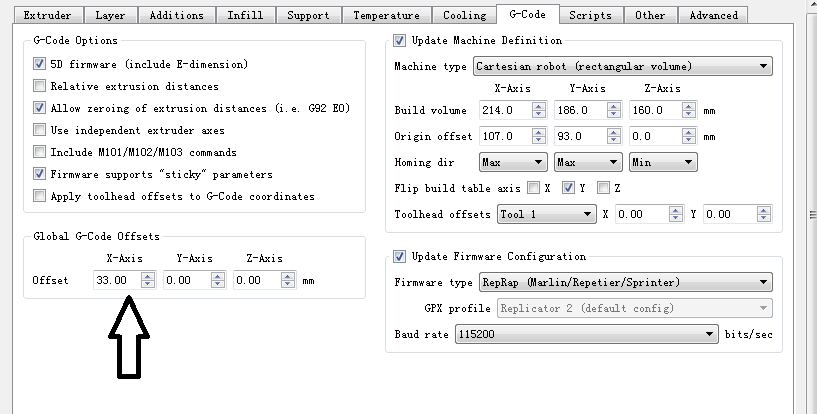 Extruder Layer Additions Infill Support Temperature Cooling G-Code Scripts Other Advanced
G-Code Options
5D firmware (include E-dimension)
Relative extrusion distances
Allow zeroing of extrusion distances (i.e. G92 E0)
Use independent extruder axes
Include M101/M102/M103 commands
Firmware supports "sticky" parameters
Apply toolhead offsets to G-Code coordinates
Global G-Code Offsets
X-Axis Y-Axis Z-Axis
Offset 33.00 0.00 0.00 mm
Update Machine Definition
Machine type Cartesian robot (rectangular volume)
X-Axis Y-Axis Z-Axis
Build volume 214.0 186.0 160.0 mm
Origin offset 107.0 93.0 0.0 mm
Homing dir Max Max Min
Flip build table axis X Y Z
Toolhead offsets Tool 1 X 0.00 Y 0.00
Update Firmware Configuration
Firmware type RepRap (Marlin/Repetier/Sprinter)
GPX profile Replicator 2 (default config)
Baud rate 115200 bits/sec